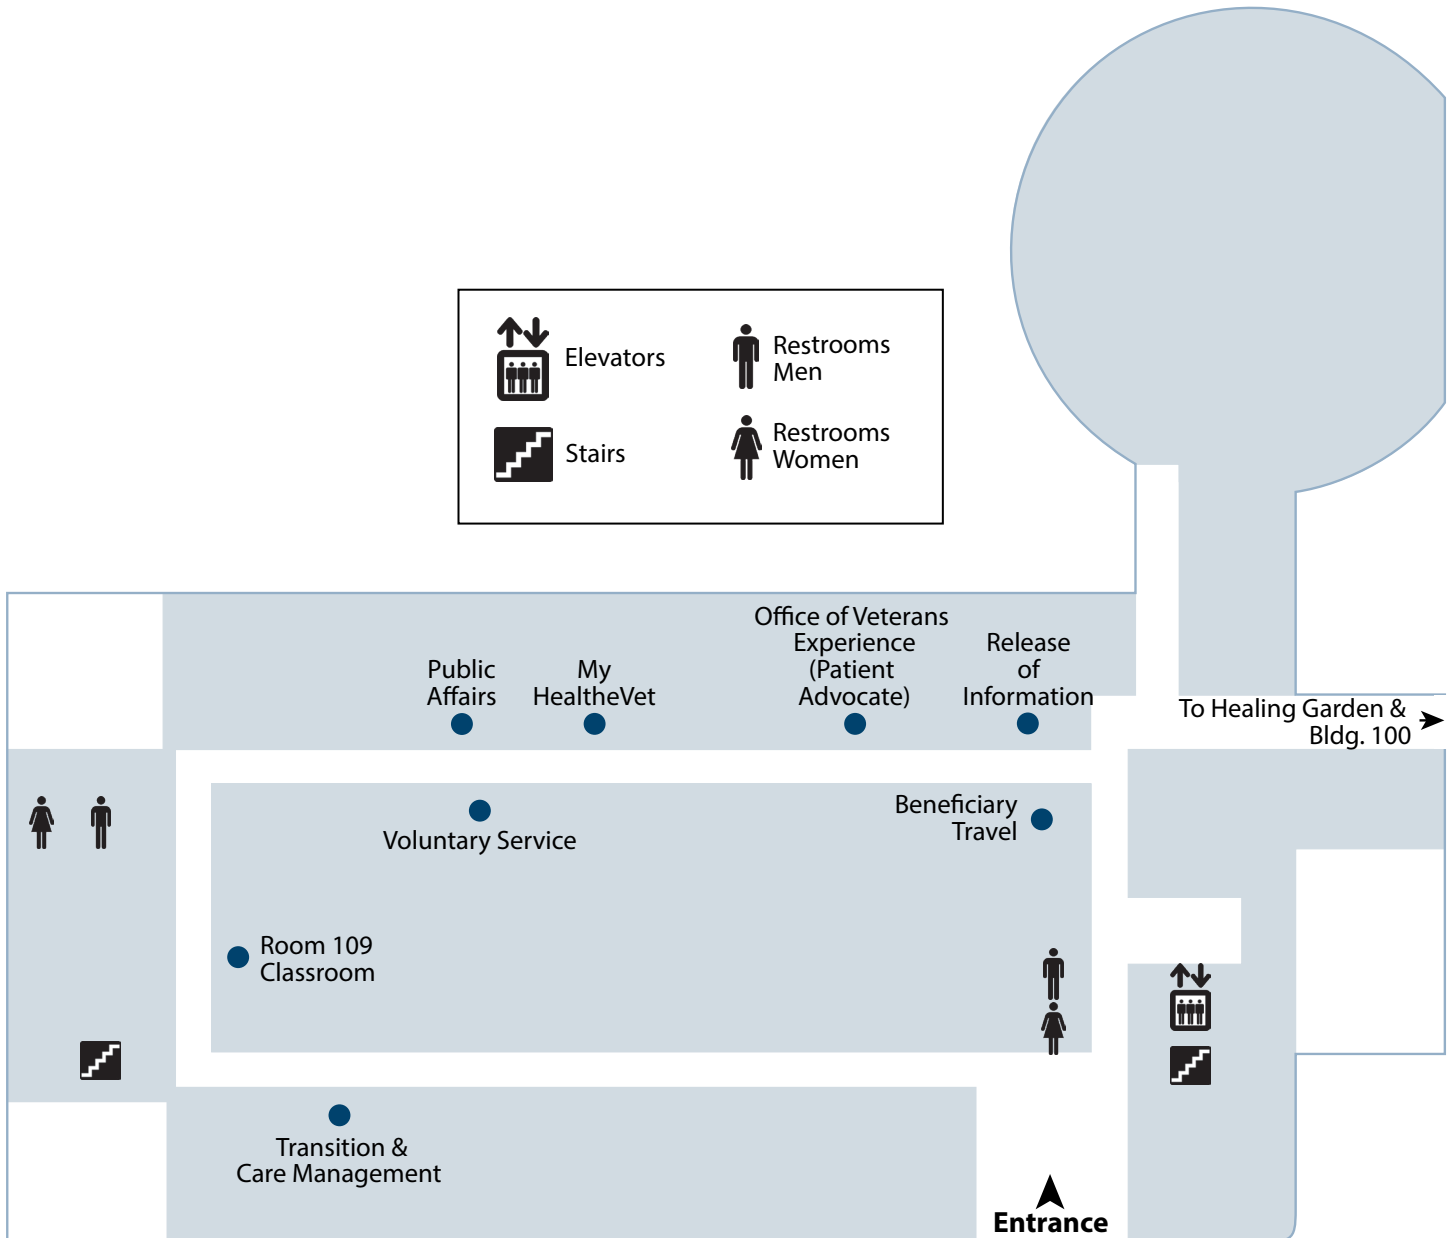 Elevators
Stairs
Restrooms
Men
Restrooms
Women
Public
Affairs
My
HealtheVet
Office of Veterans
Experience
(Patient
Advocate)
Release
of
Information
To Healing Garden &
Bldg. 100
Voluntary Service
Beneficiary
Travel
Room 109
Classroom
Transition &
Care Management
Entrance